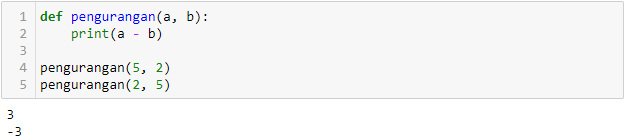 1 def pengurangan(a, b):
2     print(a - b)
3
4 pengurangan(5, 2)
5 pengurangan(2, 5)
3
-3